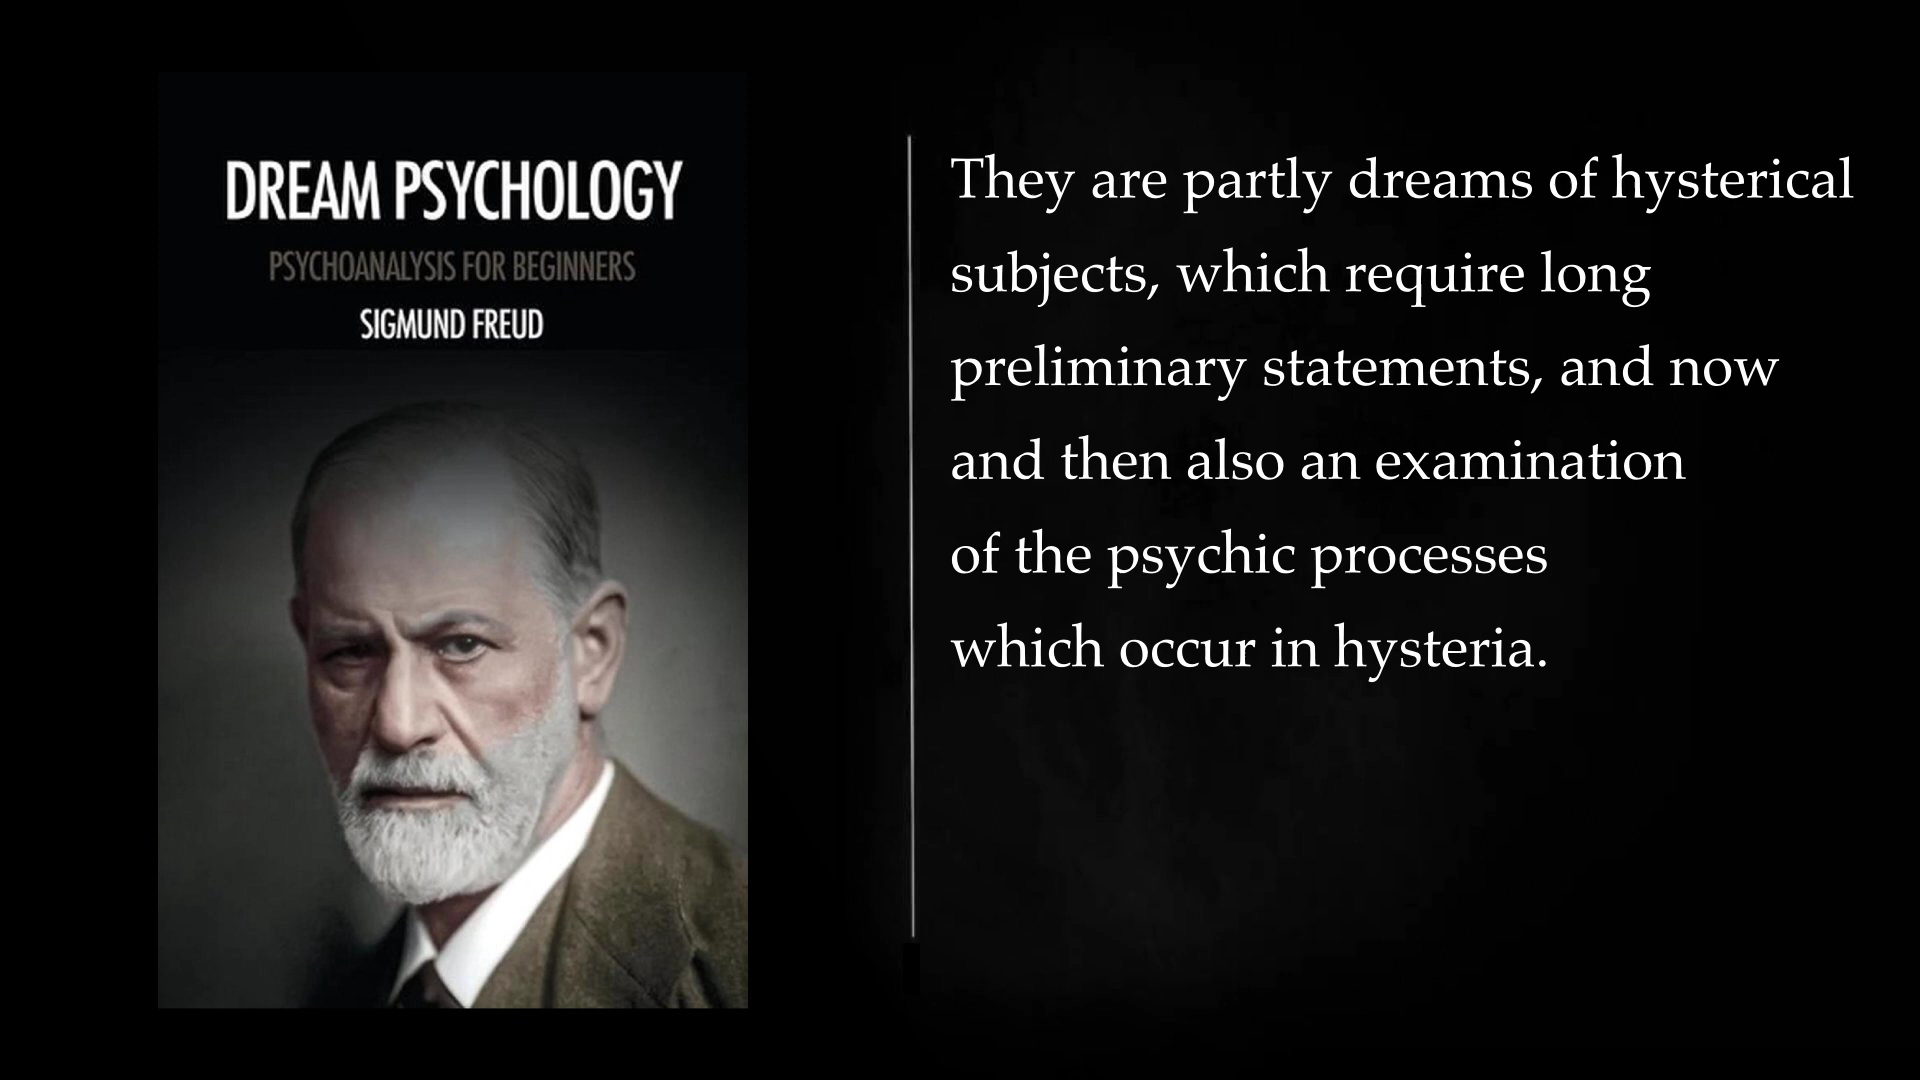 DREAM PSYCHOLOGY
PSYCHOANALYSIS FOR BEGINNERS
SIGMUND FREUD
They are partly dreams of hysterical
subjects, which require long
preliminary statements, and now
and then also an examination
of the psychic processes
which occur in hysteria.